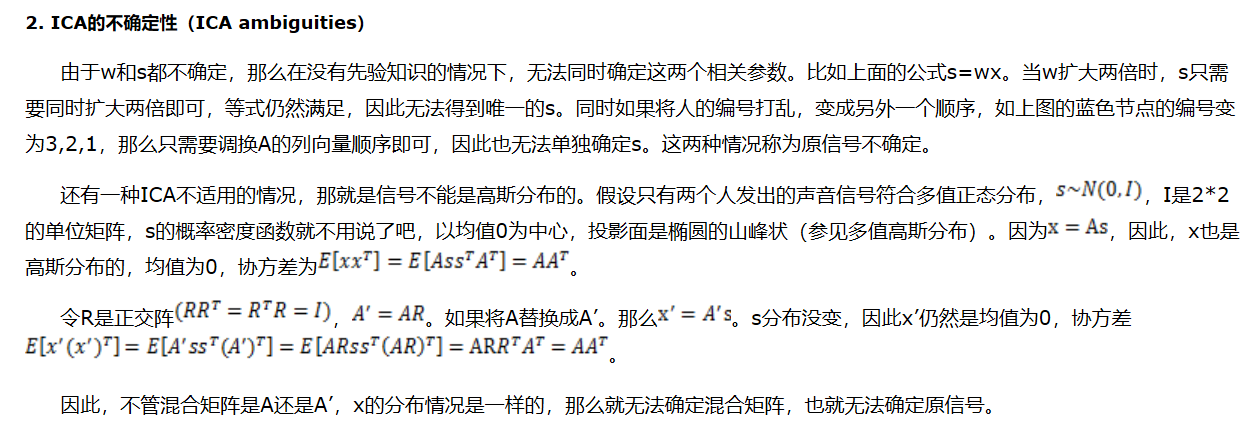 2. ICA的不确定性（ICA ambiguities）
由于w和s都不确定，那么在没有先验知识的情况下，无法同时确定这两个相关参数。比如上面的公式s=wx。当w扩大两倍时，s只需
要同时扩大两倍即可，等式仍然满足，因此无法得到唯一的s。同时如果将人的编号打乱，变成另外一个顺序，如上图的蓝色节点的编号变
为3,2,1，那么只需要调换A的列向量顺序即可，因此也无法单独确定s。这两种情况称为原信号不确定。
还有一种ICA不适用的情况，那就是信号不能是高斯分布的。假设只有两个人发出的声音信号符合多值正态分布，s~N(0,I)，I是2*2
的单位矩阵，s的概率密度函数就不用说了吧，以均值0为中心，投影面是椭圆的山峰状（参见多值高斯分布）。因为x = As，因此，x也是
高斯分布的，均值为0，协方差为E[xxᵀ] = E[AssᵀAᵀ] = AAᵀ。
令R是正交阵(RRᵀ = RᵀR = I)，A′ = AR。如果将A替换成A’。那么x′ = A′s。s分布没变，因此x’仍然是均值为0，协方差
E[x′(x′)ᵀ] = E[A′ssᵀ(A′)ᵀ] = E[ARssᵀ(AR)ᵀ] = ARRᵀAᵀ = AAᵀ。
因此，不管混合矩阵是A还是A’，x的分布情况是一样的，那么就无法确定混合矩阵，也就无法确定原信号。